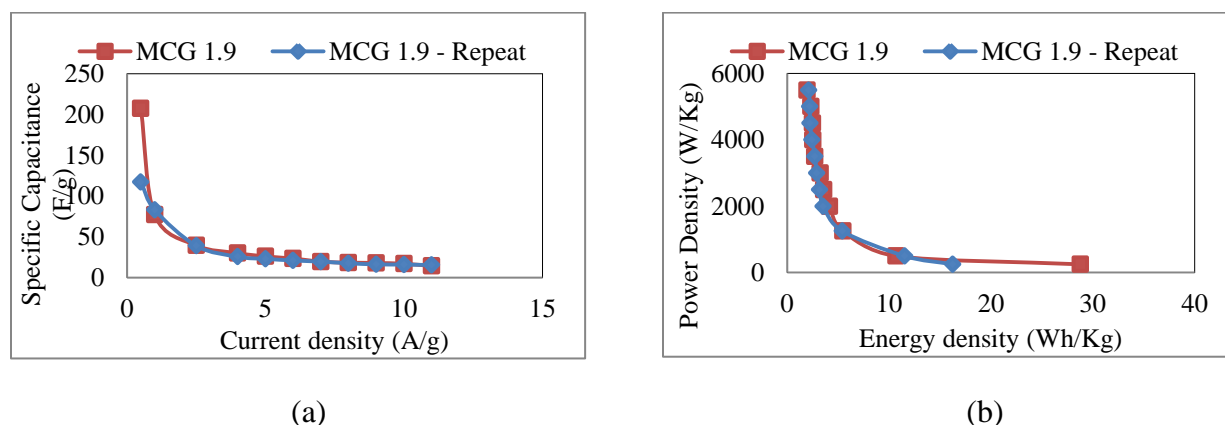 MCG 1.9 MCG 1.9 - Repeat
Specific Capacitance
(F/g)
250
200
150
100
50
0
0 5 10 15
Current density (A/g)
(a)
MCG 1.9 MCG 1.9 - Repeat
Power Density (W/Kg)
6000
4000
2000
0
0 10 20 30 40
Energy density (Wh/Kg)
(b)